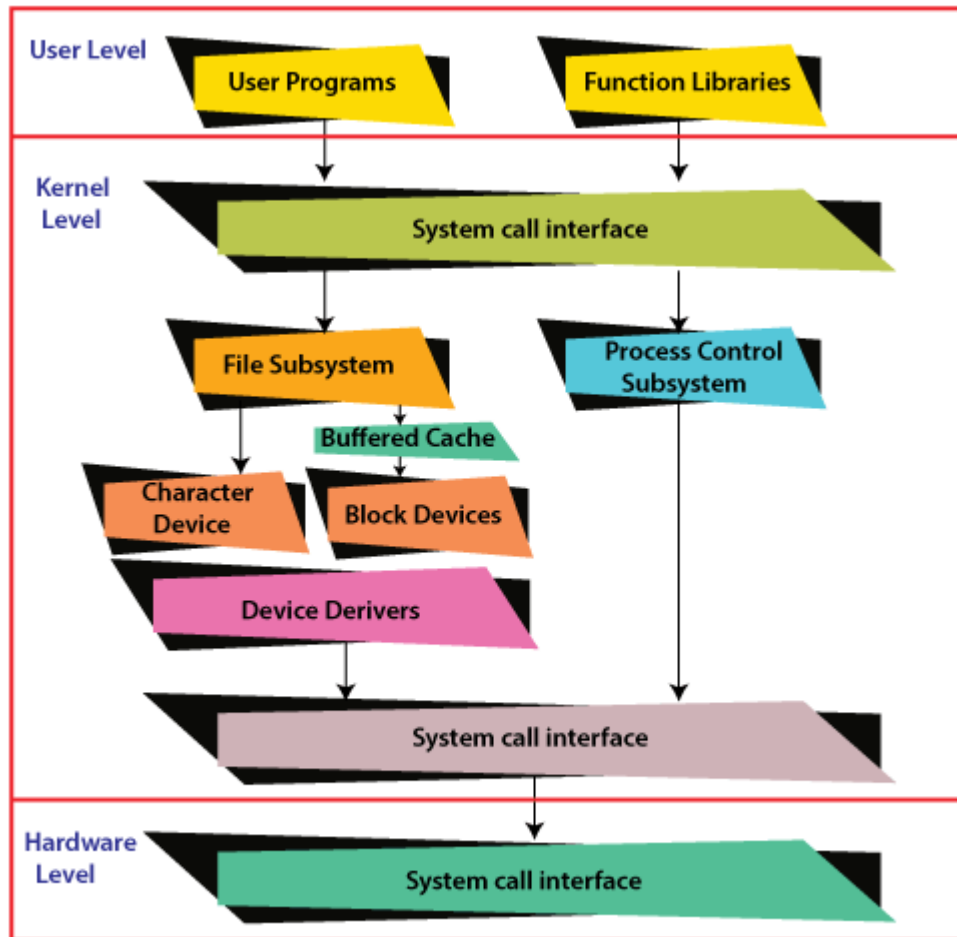 User Level
User Programs
Function Libraries
Kernel
Level
System call interface
File Subsystem
Process Control
Subsystem
Buffered Cache
Character
Device
Block Devices
Device Derivers
System call interface
Hardware
Level
System call interface